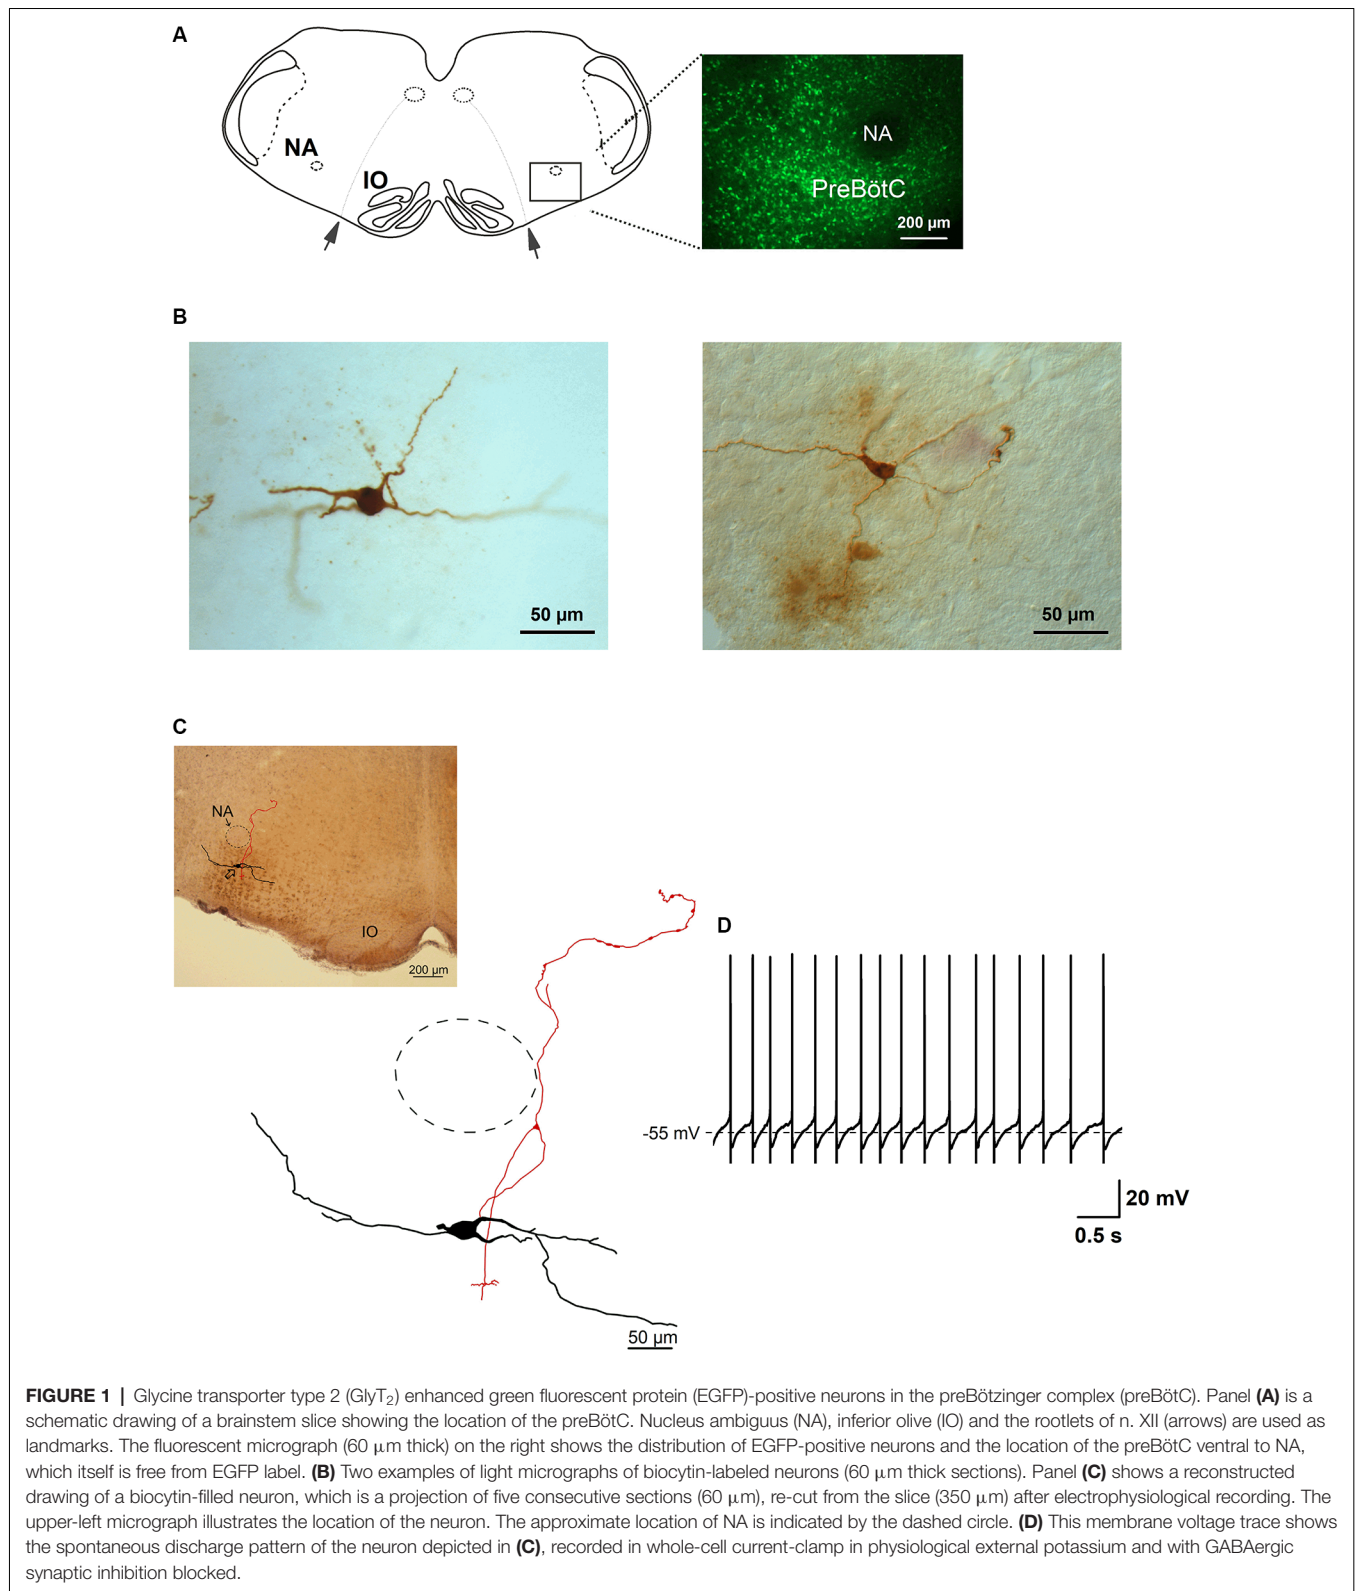 A
NA
IO
NA
PreBötC
200 µm
B
50 µm
50 µm
C
NA
IO
200 µm
D
-55 mV
20 mV
0.5 s
50 µm
FIGURE 1 | Glycine transporter type 2 (GlyT2) enhanced green fluorescent protein (EGFP)-positive neurons in the preBötzinger complex (preBötC). Panel (A) is a
schematic drawing of a brainstem slice showing the location of the preBötC. Nucleus ambiguus (NA), inferior olive (IO) and the rootlets of n. XII (arrows) are used as
landmarks. The fluorescent micrograph (60 µm thick) on the right shows the distribution of EGFP-positive neurons and the location of the preBötC ventral to NA,
which itself is free from EGFP label. (B) Two examples of light micrographs of biocytin-labeled neurons (60 µm thick sections). Panel (C) shows a reconstructed
drawing of a biocytin-filled neuron, which is a projection of five consecutive sections (60 µm), re-cut from the slice (350 µm) after electrophysiological recording. The
upper-left micrograph illustrates the location of the neuron. The approximate location of NA is indicated by the dashed circle. (D) This membrane voltage trace shows
the spontaneous discharge pattern of the neuron depicted in (C), recorded in whole-cell current-clamp in physiological external potassium and with GABAergic
synaptic inhibition blocked.